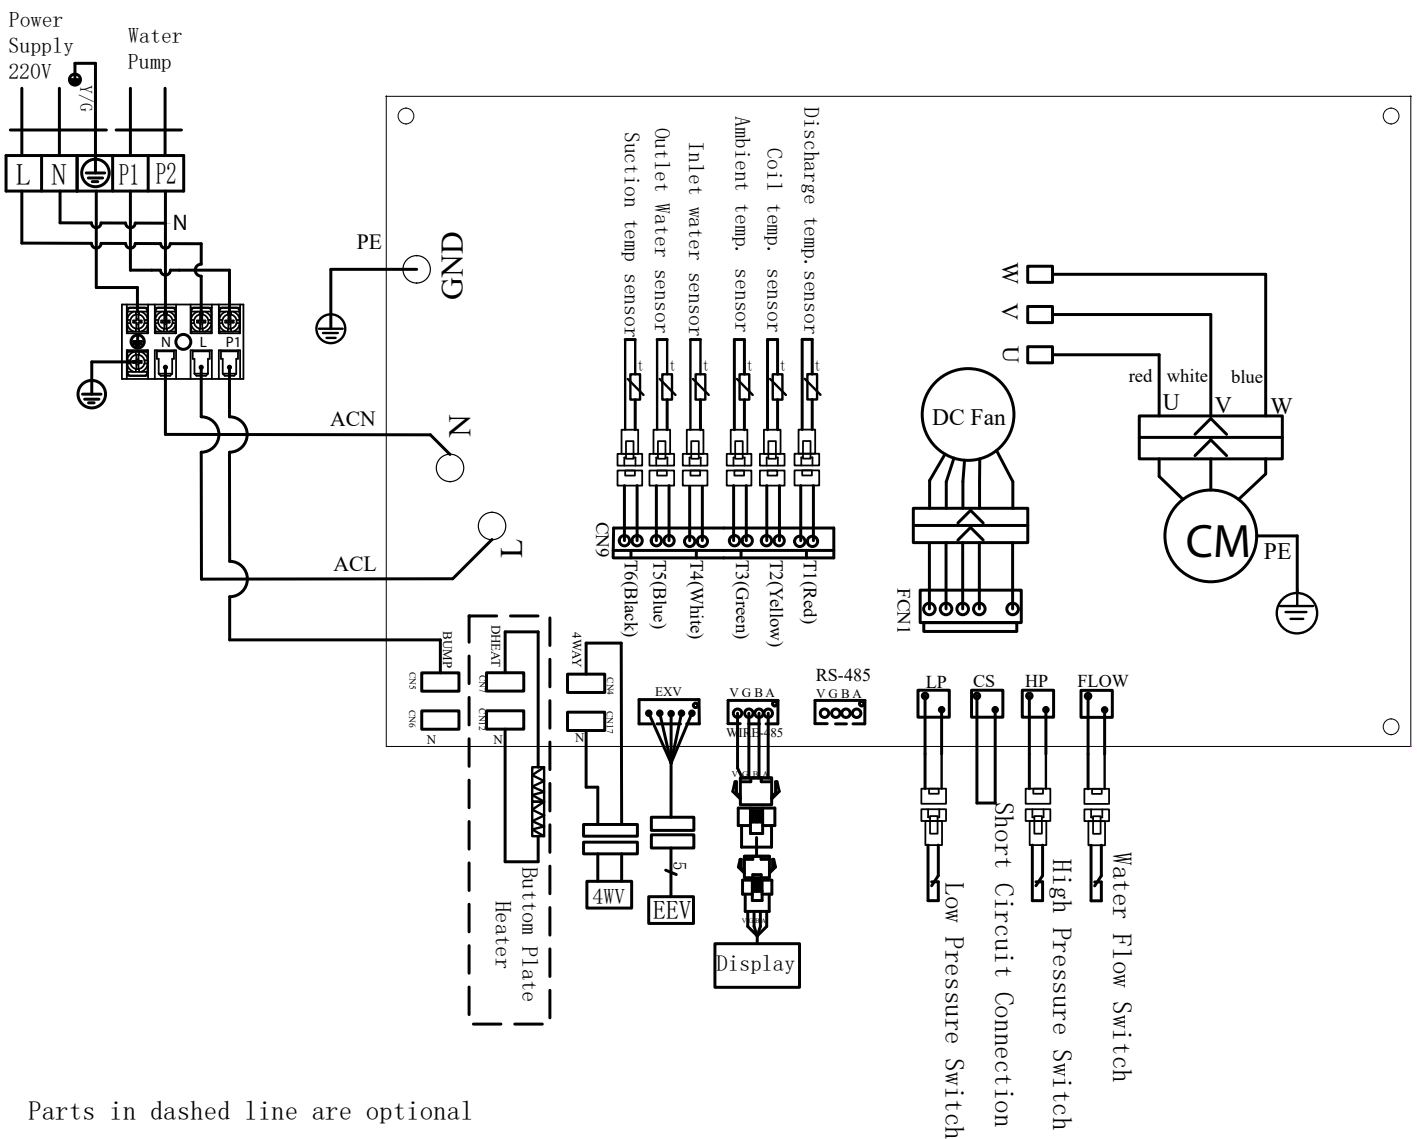 Power
Supply
220V
Water
Pump
Y/G
L N P1 P2
N
N L P1
PE
GND
ACN
N
ACL
L
Suction temp sensor
Outlet Water sensor
Inlet water sensor
Ambient temp. sensor
Coil temp. sensor
Discharge temp. sensor
t t t t t t
CN9
T6(Black)
T5(Blue)
T4(White)
T3(Green)
T2(Yellow)
T1(Red)
DC Fan
FCN1
W
V
U
red white blue
U V W
CM
PE
BUMP
CN5
CN6
N
DHEAT
CN7
CN12
N
4WAY
CN4
CN17
N
EXV
V G B A
WIRE-485
RS-485
V G B A
LP CS HP FLOW
V G B A
5
4WV
EEV
V G B A
Display
Buttom Plate
Heater
Low Pressure Switch
Short Circuit Connection
High Pressure Switch
Water Flow Switch
Parts in dashed line are optional